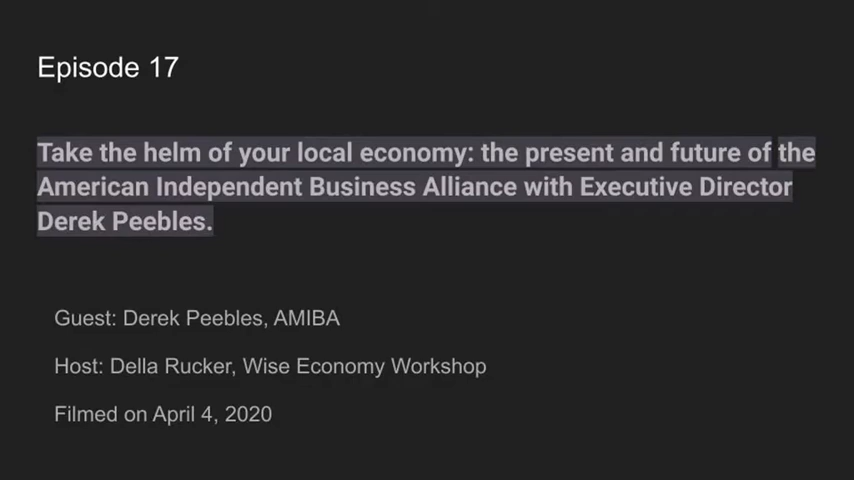 Episode 17
Take the helm of your local economy: the present and future of the
American Independent Business Alliance with Executive Director
Derek Peebles.
Guest: Derek Peebles, AMIBA
Host: Della Rucker, Wise Economy Workshop
Filmed on April 4, 2020